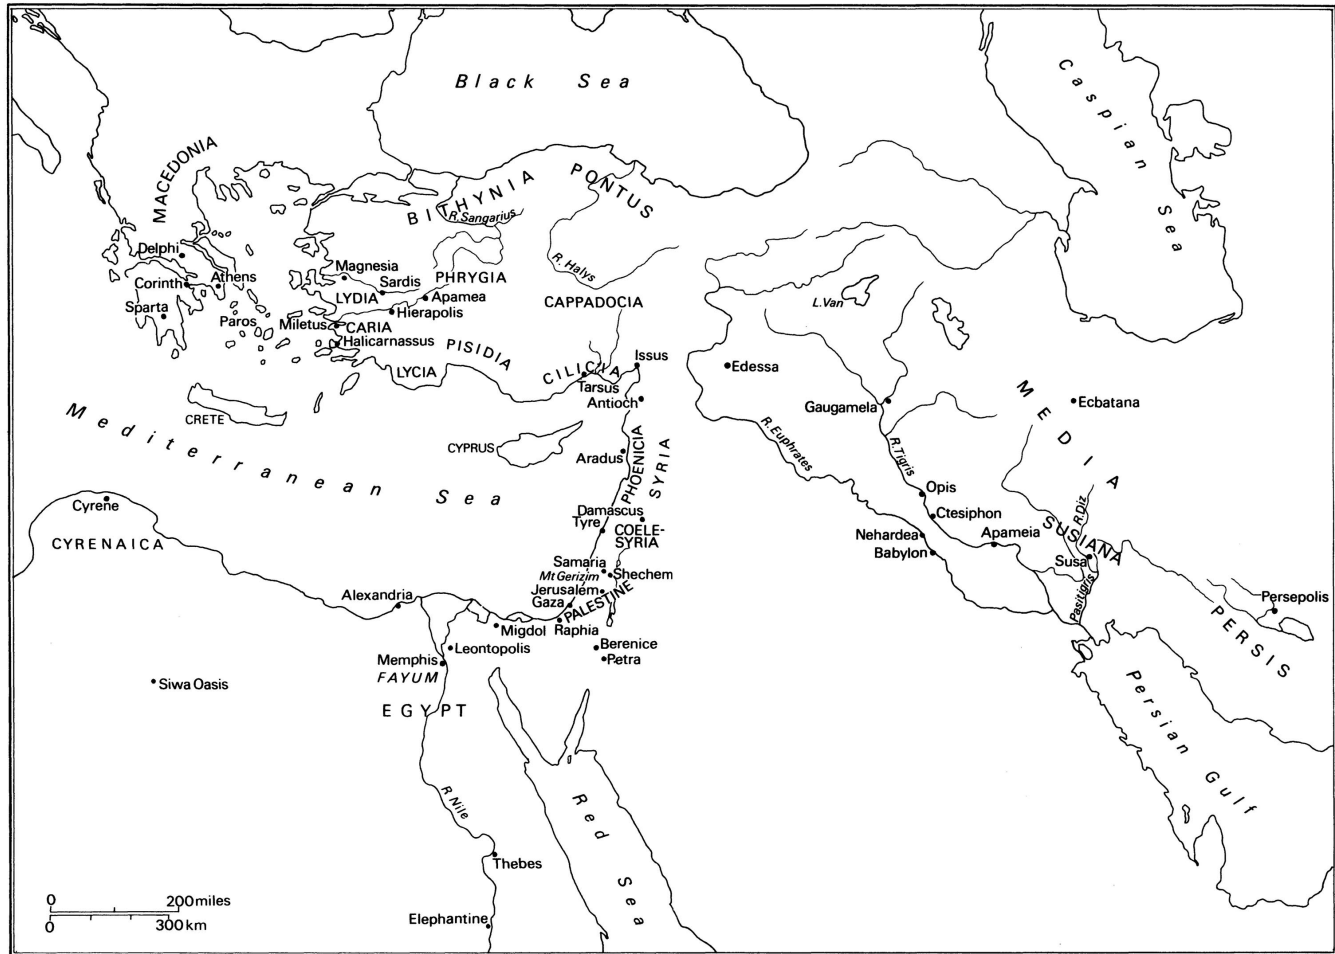 Black Sea
Caspian Sea
MACEDONIA
BITHYNIA
PONTUS
R. Sangarius
Delphi
Corinth
Athens
Sparta
Paros
Magnesia
Sardis
PHRYGIA
LYDIA
Apamea
Hierapolis
Miletus
CARIA
Halicarnassus
PISIDIA
LYCIA
R. Halys
CAPPADOCIA
CILICIA
Issus
Tarsus
Antioch
L. Van
Edessa
Gaugamela
MEDIA
Ecbatana
CRETE
Mediterranean Sea
CYPRUS
Aradus
PHOENICIA
SYRIA
R. Euphrates
R. Tigris
Cyrene
CYRENAICA
Damascus
Tyre
COELE-
SYRIA
Opis
Ctesiphon
Nehardea
Babylon
Apameia
SUSIANA
R. Diz
Susa
Pasitigris
Samaria
Mt Gerizim
Shechem
Jerusalem
Gaza
PALESTINE
Alexandria
Migdol
Raphia
Berenice
Petra
Leontopolis
Memphis
FAYUM
EGYPT
Siwa Oasis
Persepolis
PERSIS
Persian Gulf
R. Nile
Red Sea
Thebes
Elephantine
0 200 miles
0 300 km